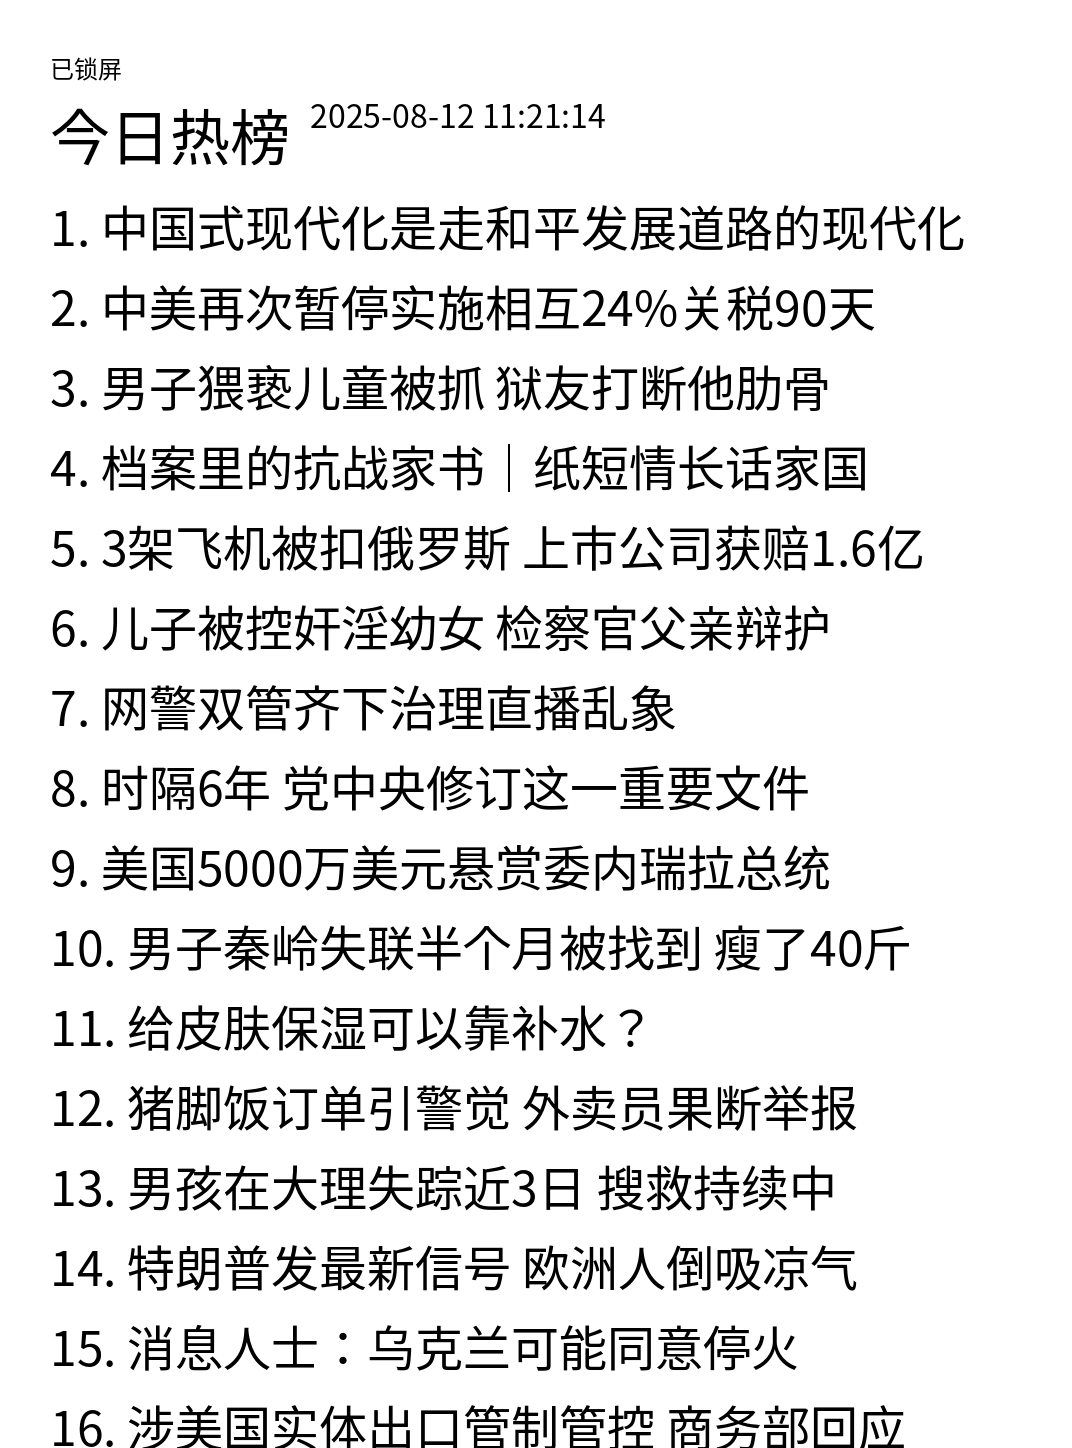 已锁屏
今日热榜 2025-08-12 11:21:14
1. 中国式现代化是走和平发展道路的现代化
2. 中美再次暂停实施相互24%关税90天
3. 男子猥亵儿童被抓 狱友打断他肋骨
4. 档案里的抗战家书｜纸短情长话家国
5. 3架飞机被扣俄罗斯 上市公司获赔1.6亿
6. 儿子被控奸淫幼女 检察官父亲辩护
7. 网警双管齐下治理直播乱象
8. 时隔6年 党中央修订这一重要文件
9. 美国5000万美元悬赏委内瑞拉总统
10. 男子秦岭失联半个月被找到 瘦了40斤
11. 给皮肤保湿可以靠补水？
12. 猪脚饭订单引警觉 外卖员果断举报
13. 男孩在大理失踪近3日 搜救持续中
14. 特朗普发最新信号 欧洲人倒吸凉气
15. 消息人士：乌克兰可能同意停火
16. 涉美国实体出口管制管控 商务部回应